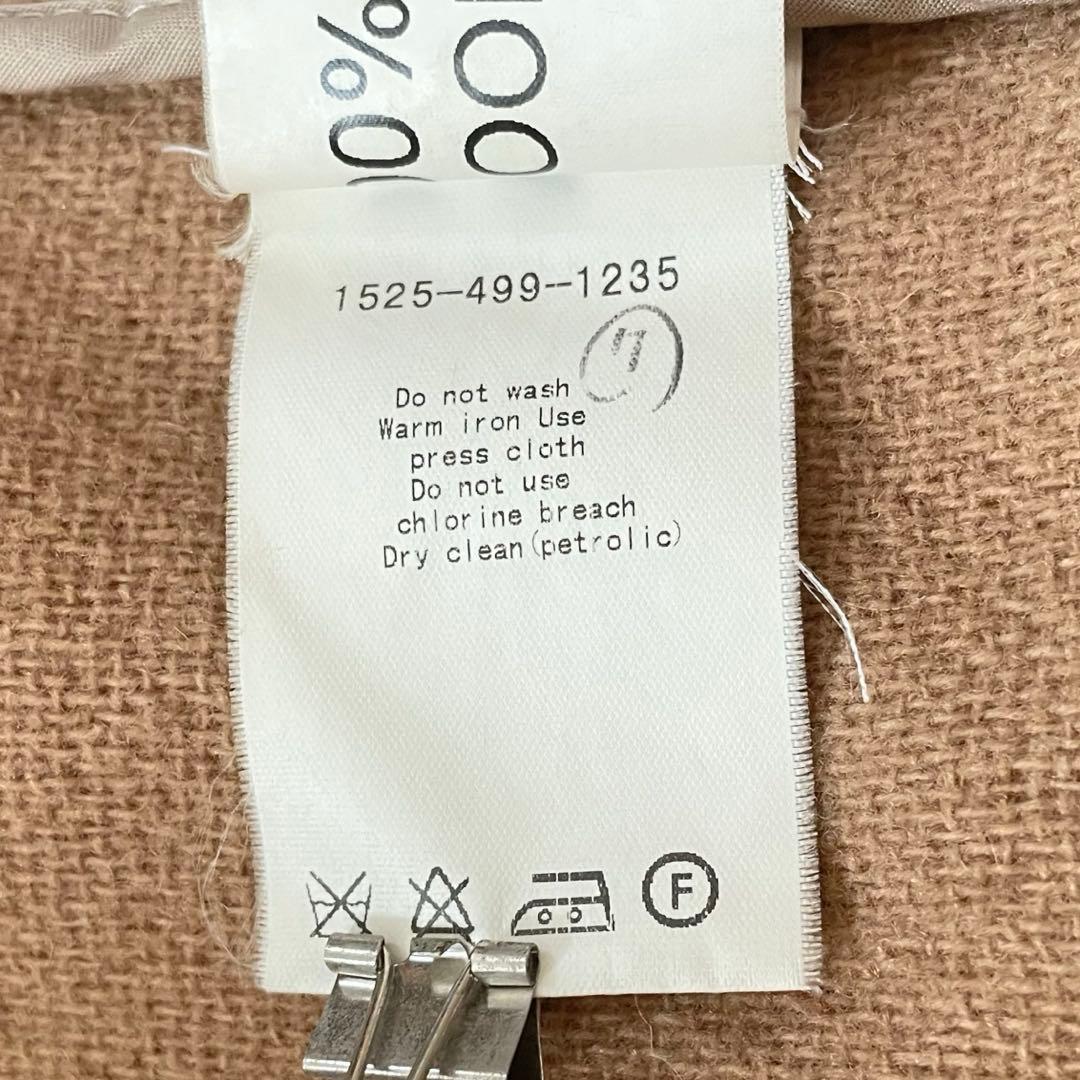 1525-499-1235
Do not wash
Warm iron Use
press cloth
Do not use
chlorine breach
Dry clean(petrolic)
F